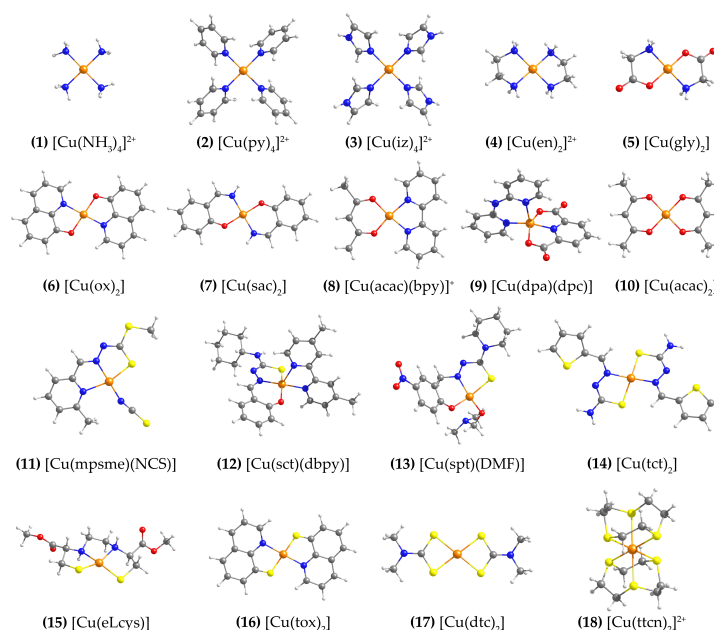 (1) [Cu(NH3)4]2+ (2) [Cu(py)4]2+ (3) [Cu(iz)4]2+ (4) [Cu(en)2]2+ (5) [Cu(gly)2]
(6) [Cu(ox)2] (7) [Cu(sac)2] (8) [Cu(acac)(bpy)]+ (9) [Cu(dpa)(dpc)] (10) [Cu(acac)2]
(11) [Cu(mpsme)(NCS)] (12) [Cu(sct)(dbpy)] (13) [Cu(spt)(DMF)] (14) [Cu(tct)2]
(15) [Cu(eLcys)] (16) [Cu(tox)2] (17) [Cu(dtc)2] (18) [Cu(ttcn)2]2+